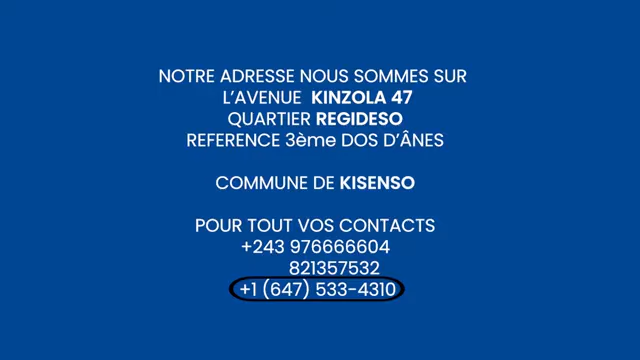 NOTRE ADRESSE NOUS SOMMES SUR
L’AVENUE KINZOLA 47
QUARTIER REGIDESO
REFERENCE 3ème DOS D’ÂNES
COMMUNE DE KISENSO
POUR TOUT VOS CONTACTS
+243 976666604
821357532
+1 (647) 533-4310